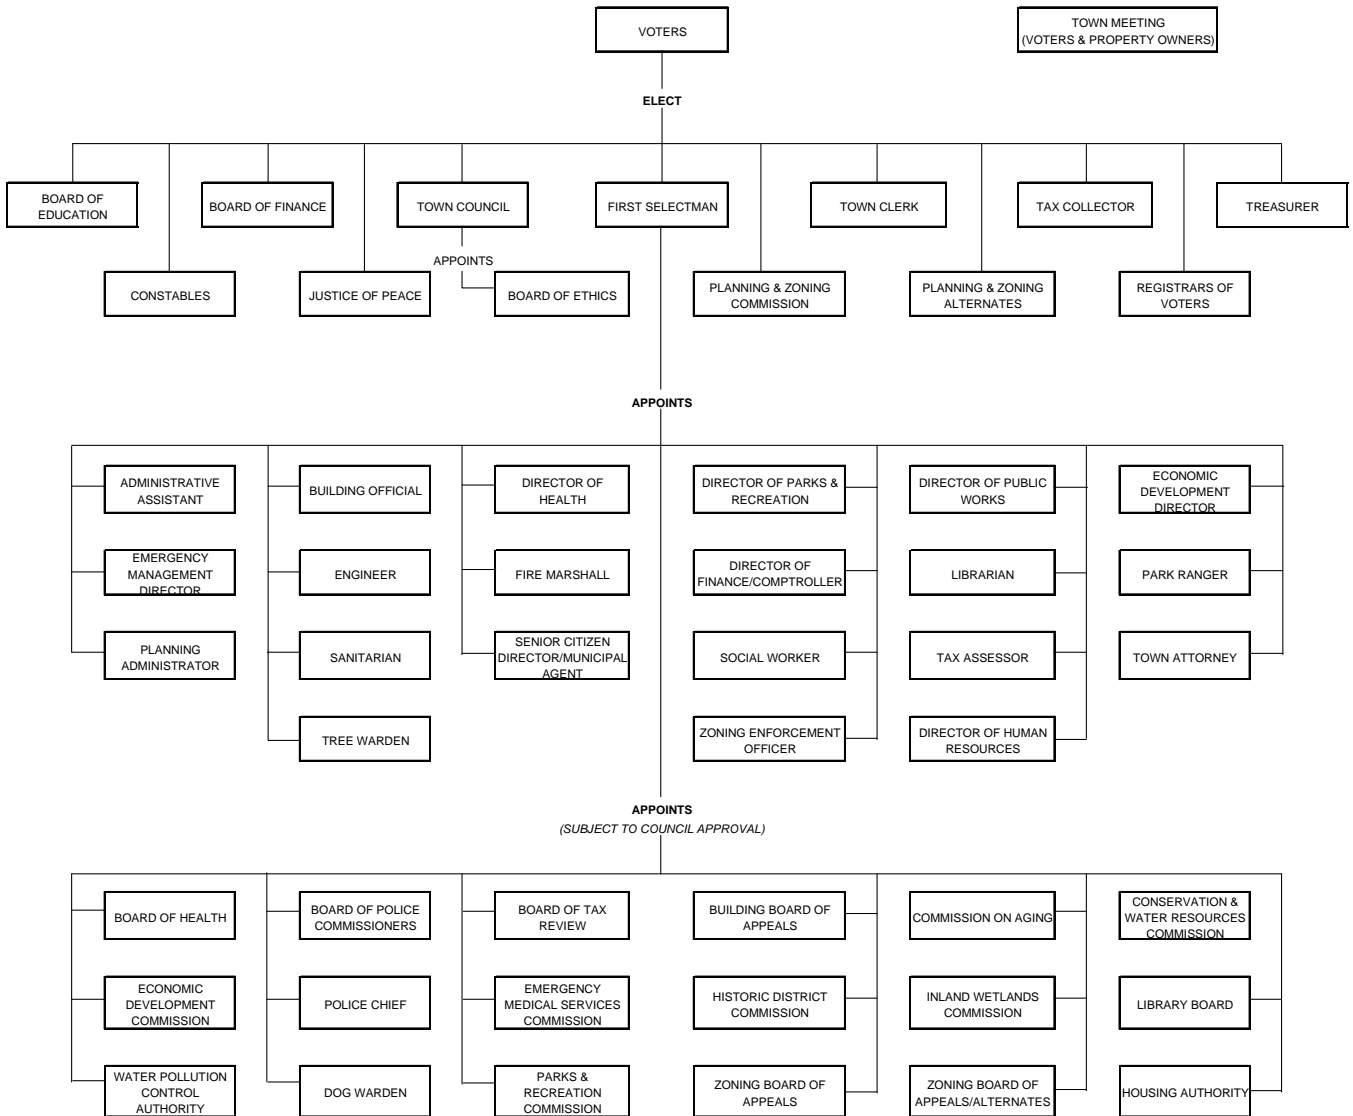 VOTERS
TOWN MEETING
(VOTERS & PROPERTY OWNERS)
ELECT
BOARD OF
EDUCATION
BOARD OF FINANCE
TOWN COUNCIL
FIRST SELECTMAN
TOWN CLERK
TAX COLLECTOR
TREASURER
APPOINTS
CONSTABLES
JUSTICE OF PEACE
BOARD OF ETHICS
PLANNING & ZONING
COMMISSION
PLANNING & ZONING
ALTERNATES
REGISTRARS OF
VOTERS
APPOINTS
ADMINISTRATIVE
ASSISTANT
BUILDING OFFICIAL
DIRECTOR OF
HEALTH
DIRECTOR OF PARKS &
RECREATION
DIRECTOR OF PUBLIC
WORKS
ECONOMIC
DEVELOPMENT
DIRECTOR
EMERGENCY
MANAGEMENT
DIRECTOR
ENGINEER
FIRE MARSHALL
DIRECTOR OF
FINANCE/COMPTROLLER
LIBRARIAN
PARK RANGER
PLANNING
ADMINISTRATOR
SANITARIAN
SENIOR CITIZEN
DIRECTOR/MUNICIPAL
AGENT
SOCIAL WORKER
TAX ASSESSOR
TOWN ATTORNEY
TREE WARDEN
ZONING ENFORCEMENT
OFFICER
DIRECTOR OF HUMAN
RESOURCES
APPOINTS
(SUBJECT TO COUNCIL APPROVAL)
BOARD OF HEALTH
BOARD OF POLICE
COMMISSIONERS
BOARD OF TAX
REVIEW
BUILDING BOARD OF
APPEALS
COMMISSION ON AGING
CONSERVATION &
WATER RESOURCES
COMMISSION
ECONOMIC
DEVELOPMENT
COMMISSION
POLICE CHIEF
EMERGENCY
MEDICAL SERVICES
COMMISSION
HISTORIC DISTRICT
COMMISSION
INLAND WETLANDS
COMMISSION
LIBRARY BOARD
WATER POLLUTION
CONTROL
AUTHORITY
DOG WARDEN
PARKS &
RECREATION
COMMISSION
ZONING BOARD OF
APPEALS
ZONING BOARD OF
APPEALS/ALTERNATES
HOUSING AUTHORITY